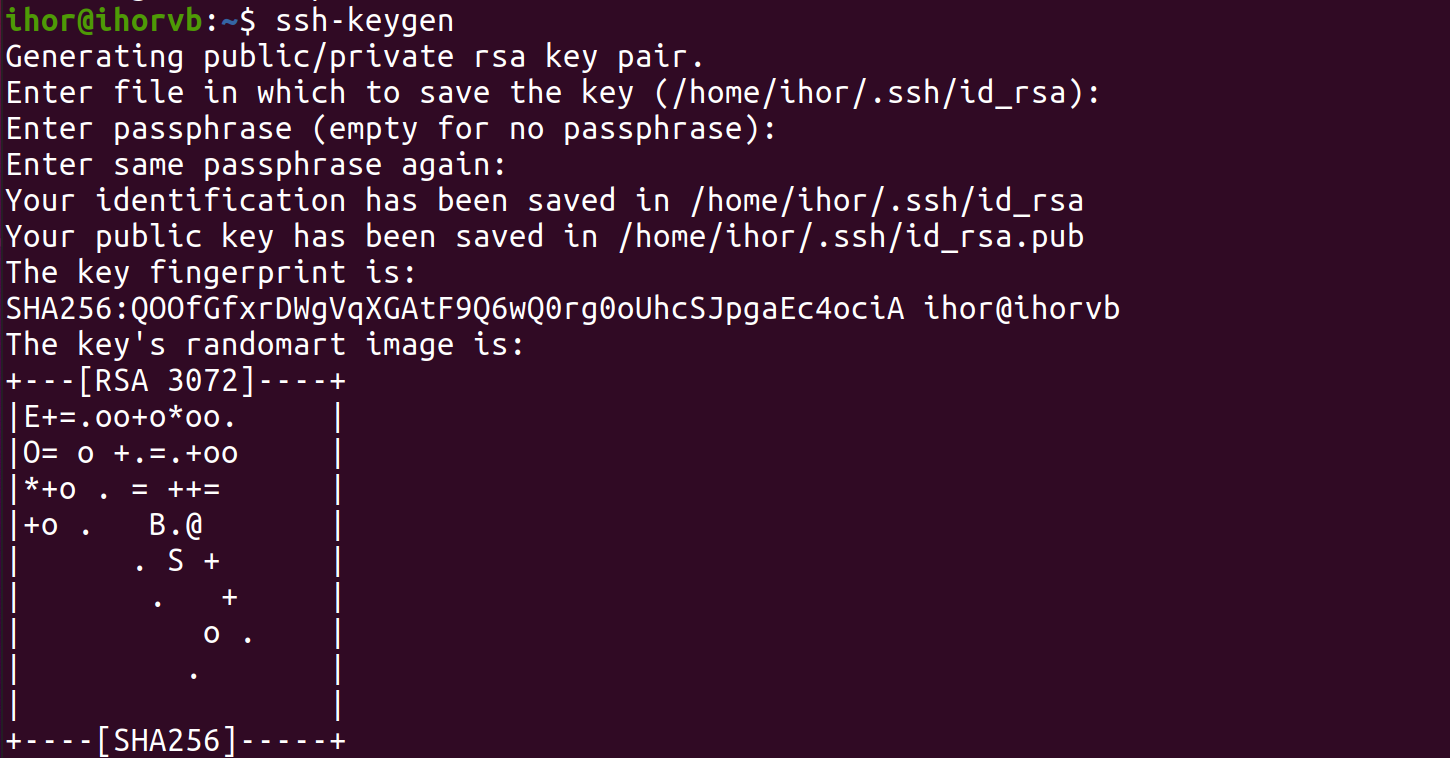 ihor@ihorvb:~$ ssh-keygen
Generating public/private rsa key pair.
Enter file in which to save the key (/home/ihor/.ssh/id_rsa):
Enter passphrase (empty for no passphrase):
Enter same passphrase again:
Your identification has been saved in /home/ihor/.ssh/id_rsa
Your public key has been saved in /home/ihor/.ssh/id_rsa.pub
The key fingerprint is:
SHA256:QOOfGfxrDWgVqXGAtF9Q6wQ0rg0oUhcSJpgaEc4ociA ihor@ihorvb
The key's randomart image is:
+---[RSA 3072]----+
|E+=.oo+o*oo.     |
|O= o +.=.+oo     |
|*+o . = ++=      |
|+o .   B.@       |
|      . S +      |
|       .   +     |
|          o .    |
|         .       |
|                 |
+----[SHA256]-----+